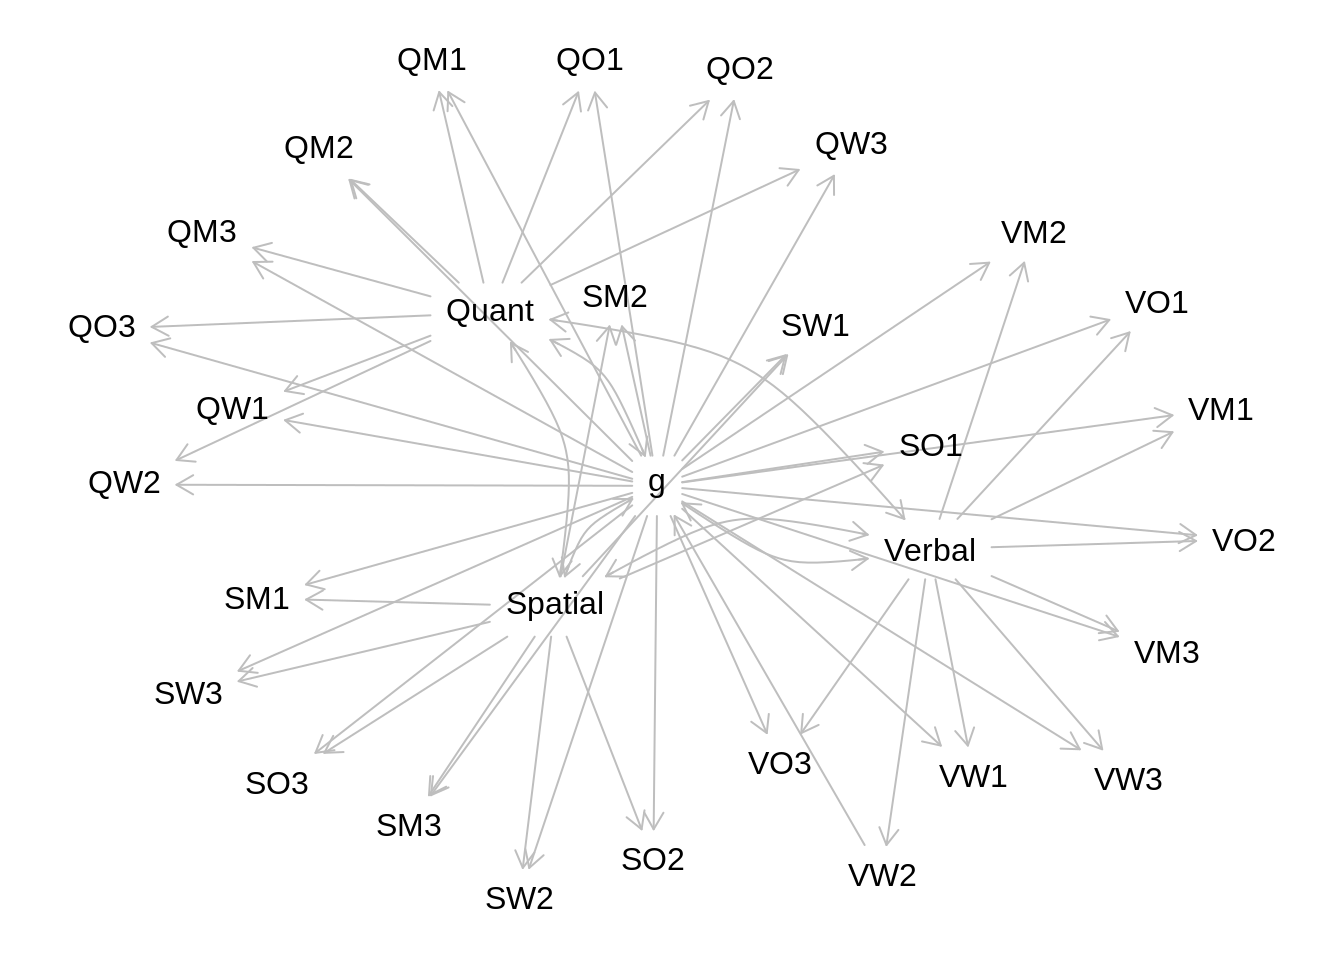 QM1
QO1
QO2
QM2
QW3
QM3
VM2
Quant
SM2
VO1
QO3
SW1
QW1
VM1
SO1
QW2
g
VO2
Verbal
SM1
Spatial
VM3
SW3
VO3
VW1
VW3
SO3
SM3
SO2
VW2
SW2